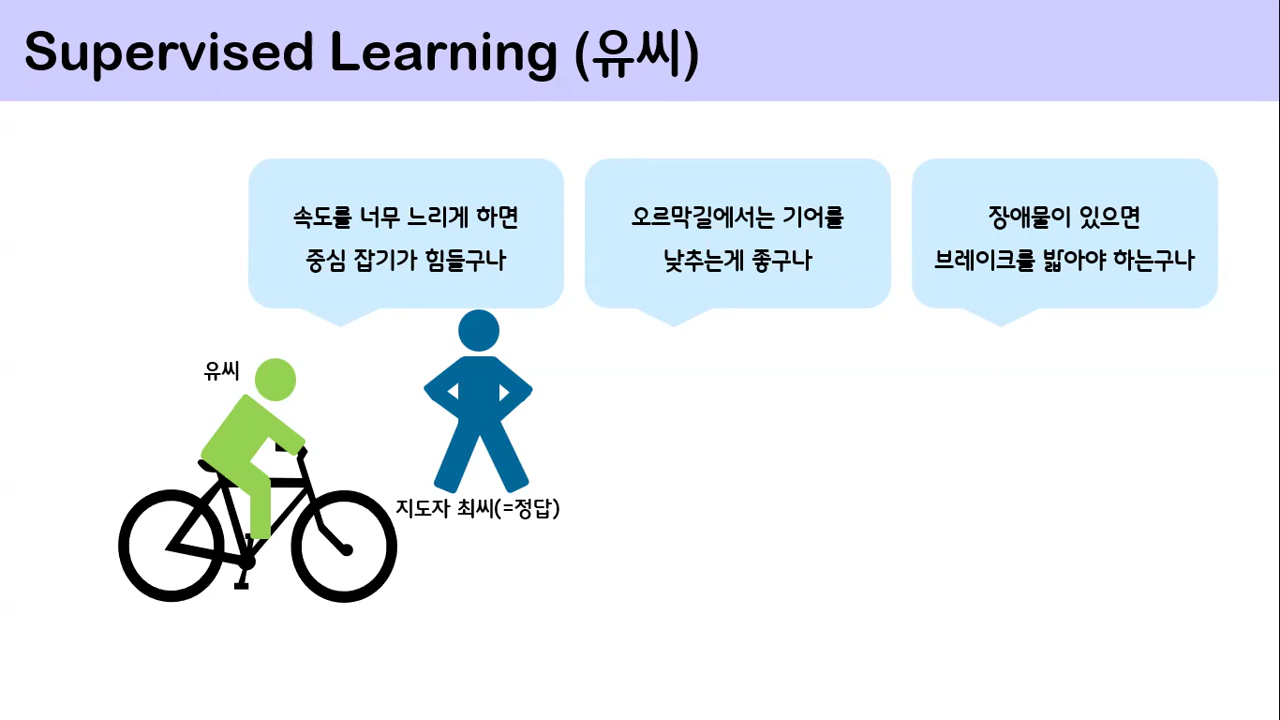 Supervised Learning (유씨)
속도를 너무 느리게 하면
중심 잡기가 힘들구나
오르막길에서는 기어를
낮추는게 좋구나
장애물이 있으면
브레이크를 밟아야 하는구나
유씨
지도자 최씨(=정답)